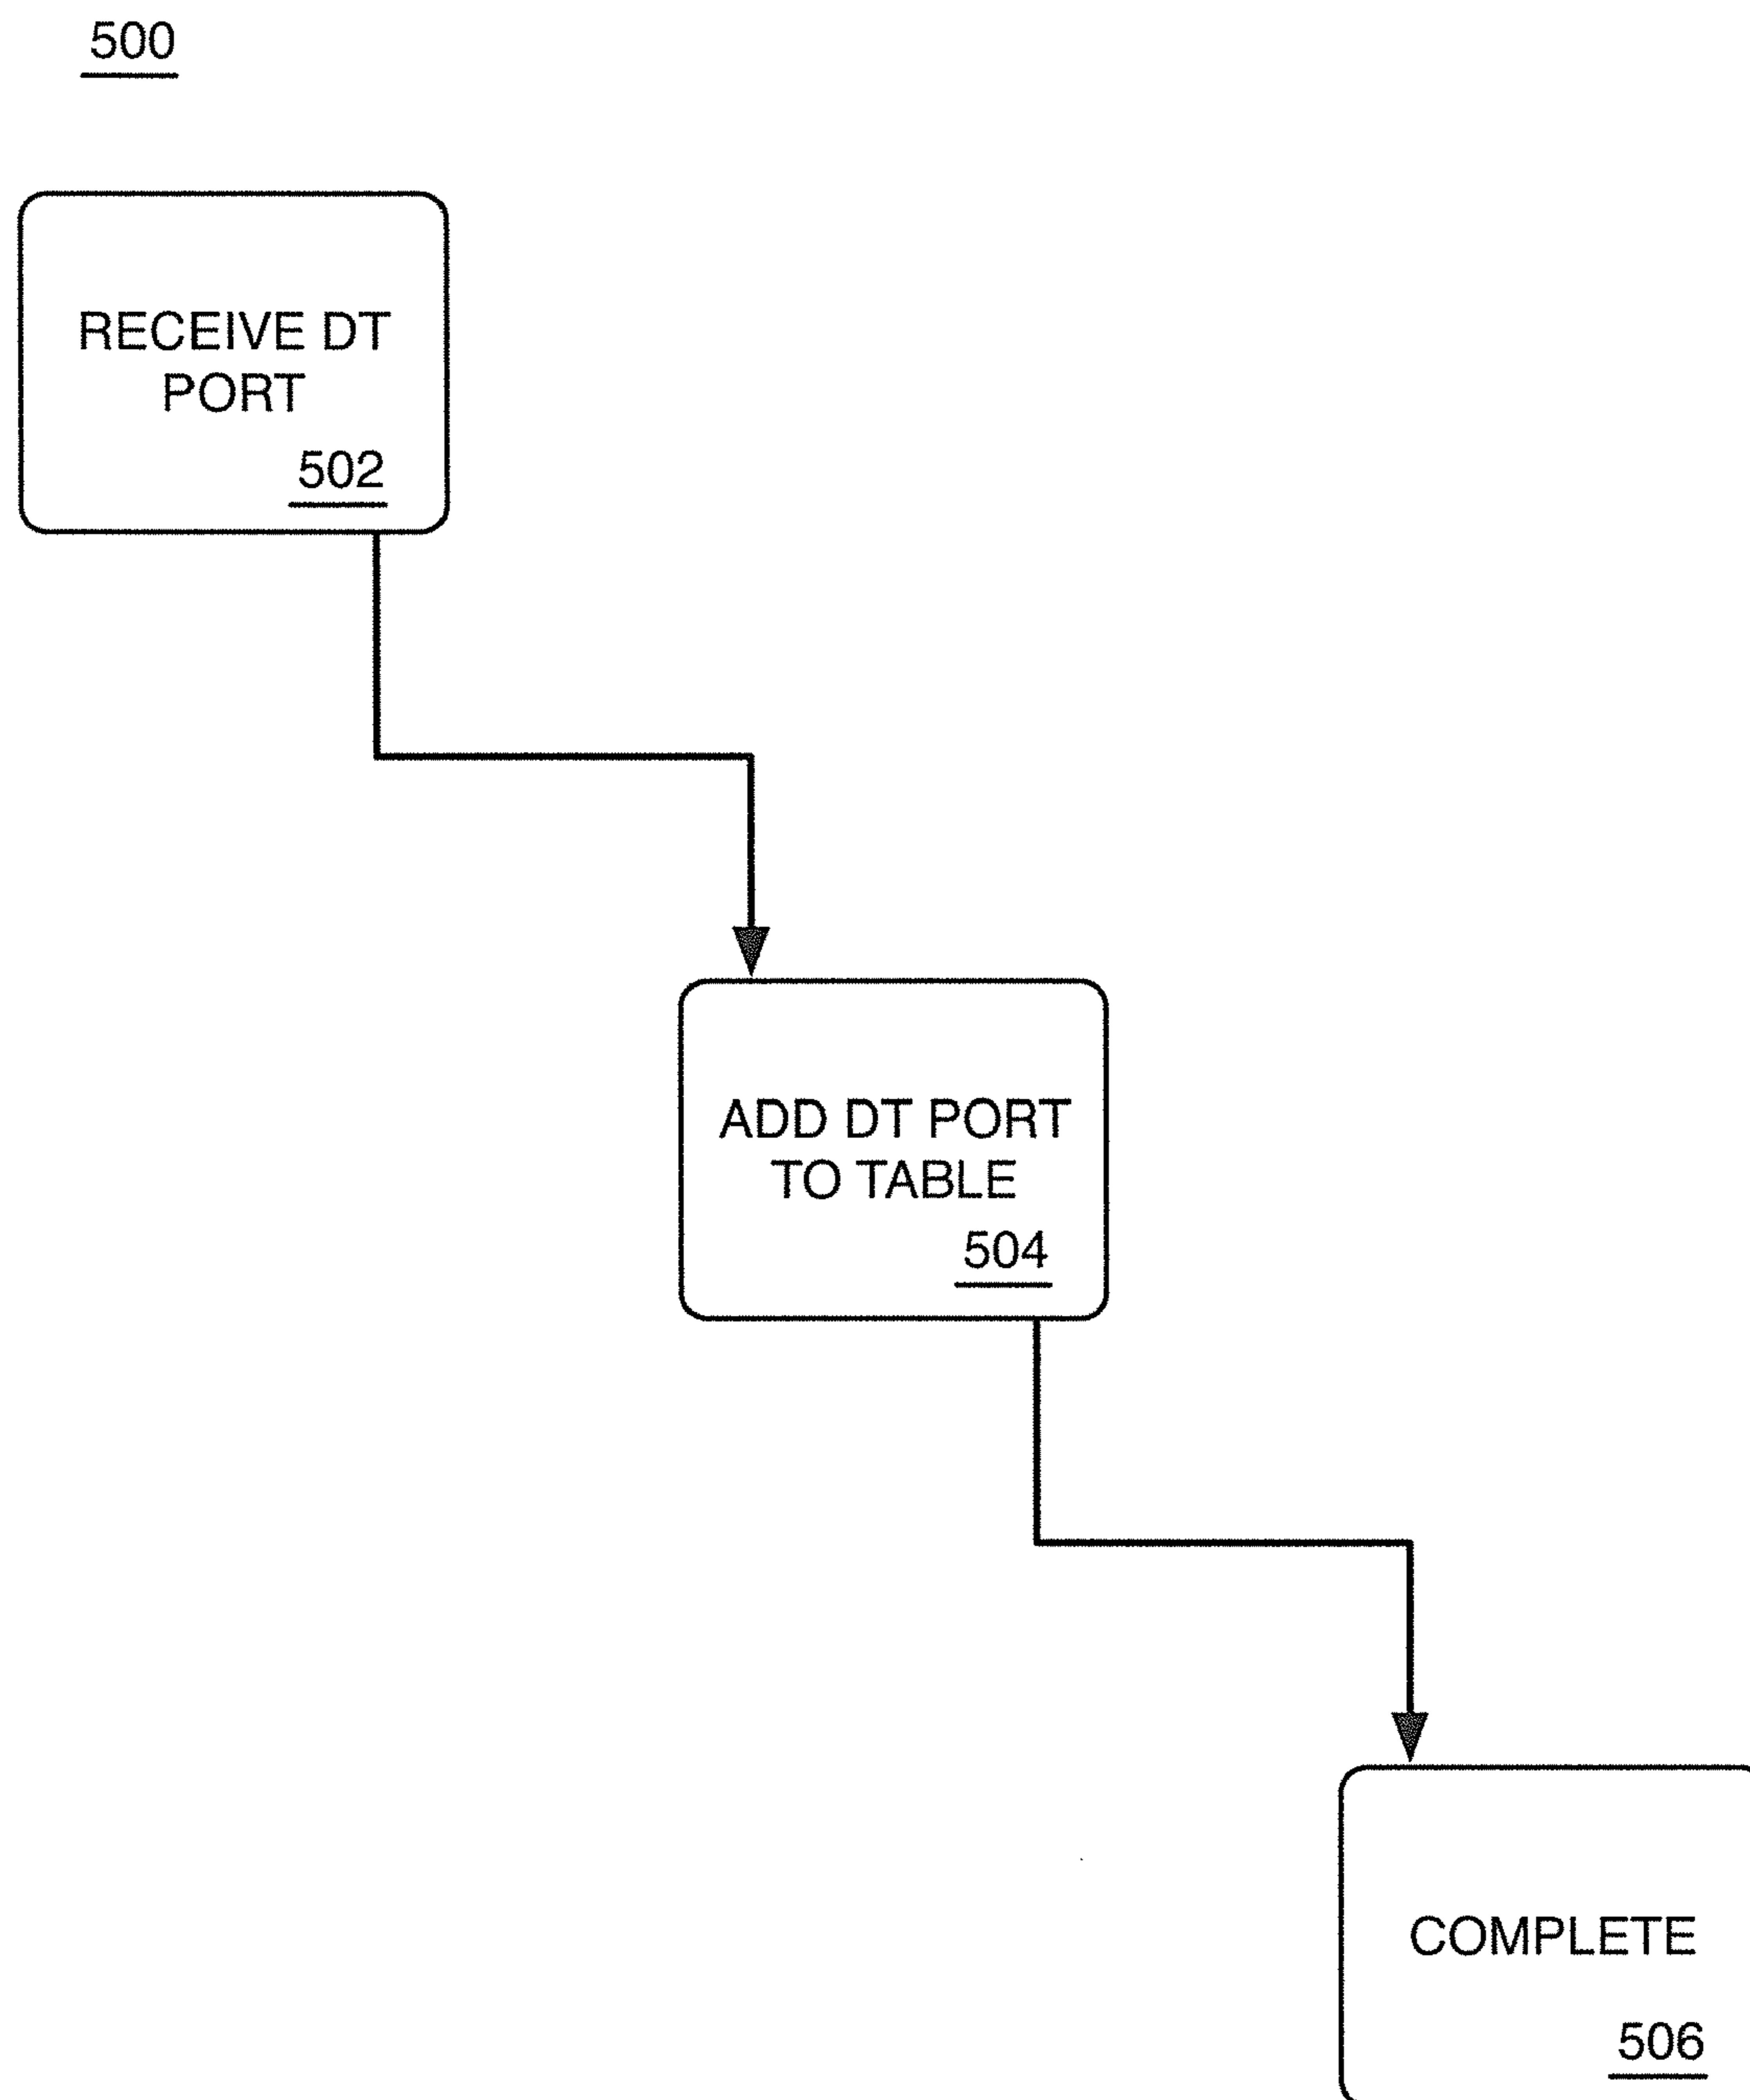 500
RECEIVE DT
PORT
502
ADD DT PORT
TO TABLE
504
COMPLETE
506